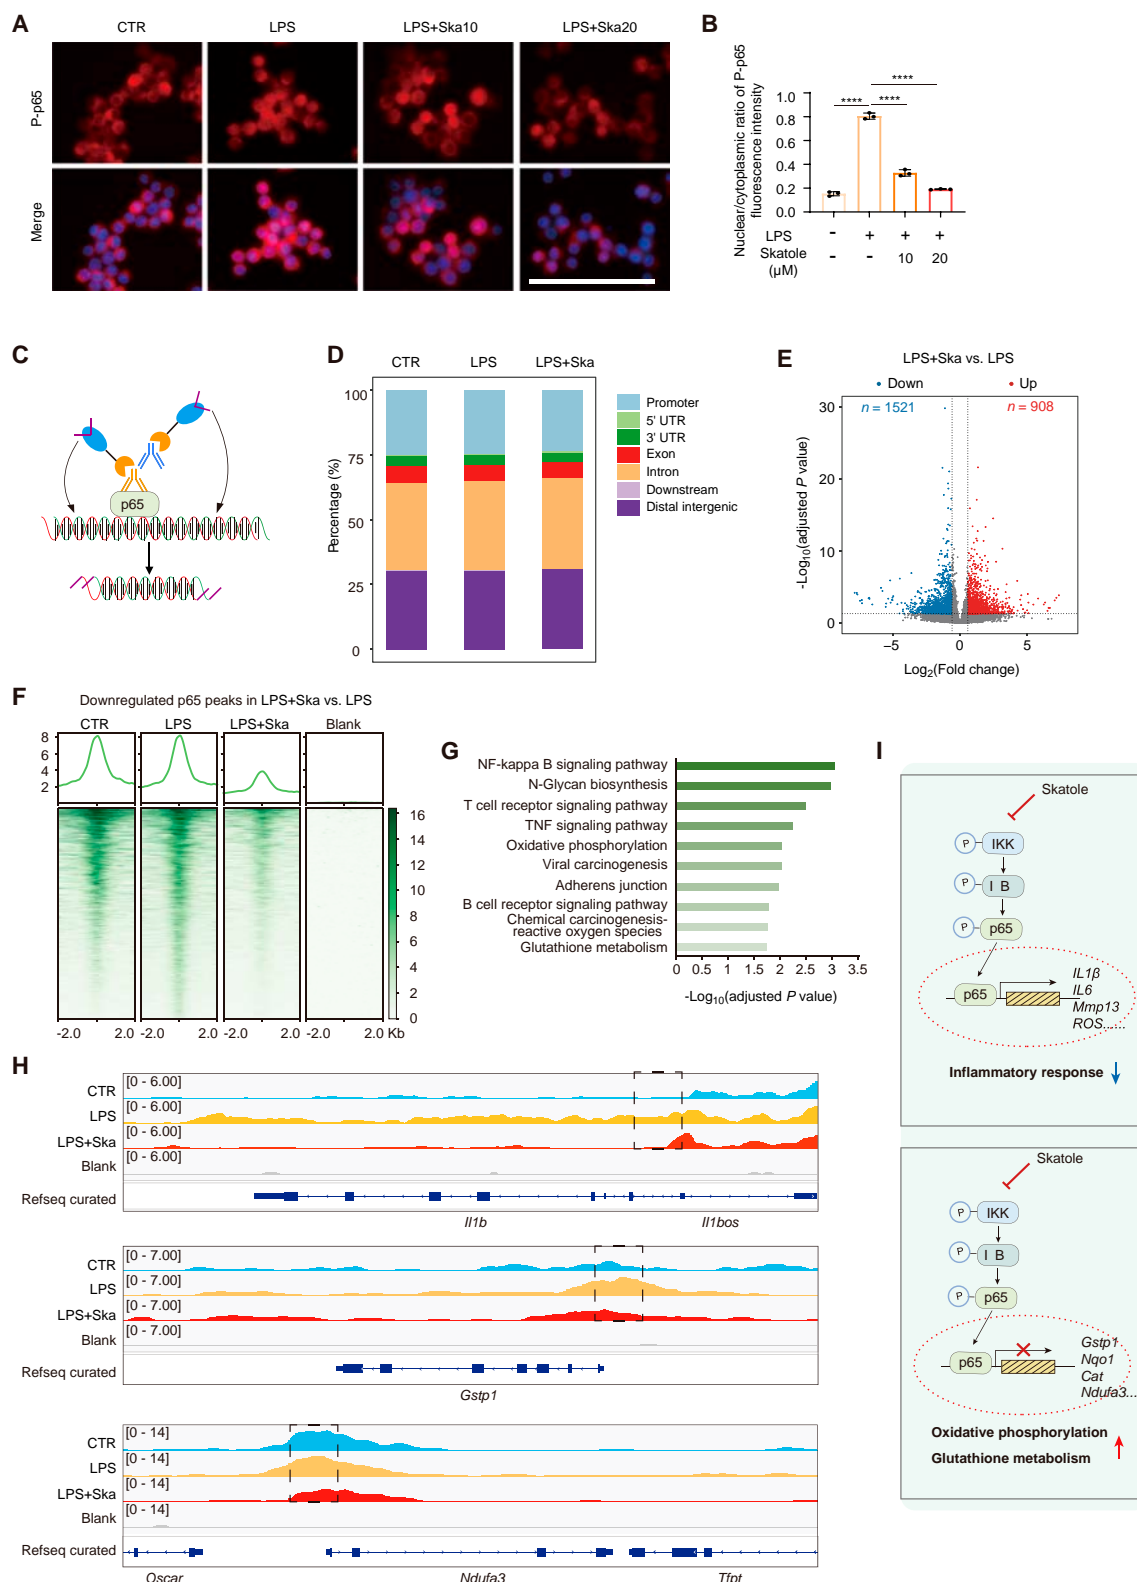 A
CTR
LPS
LPS+Ska10
LPS+Ska20
P-p65
Merge
B
Nuclear/cytoplasmic ratio of P-p65
fluorescence intensity
1.0
0.8
0.6
0.4
0.2
0.0
**** ****
****
LPS - + + +
Skatole
(μM) - - 10 20
C
p65
D
CTR
LPS
LPS+Ska
Percentage (%)
100
75
50
25
0
Promoter
5' UTR
3' UTR
Exon
Intron
Downstream
Distal intergenic
E
LPS+Ska vs. LPS
Down
Up
n = 1521
n = 908
-Log10(adjusted P value)
30
20
10
0
−5 0 5
Log2(Fold change)
F
Downregulated p65 peaks in LPS+Ska vs. LPS
CTR
LPS
LPS+Ska
Blank
8
6
4
2
16
14
12
10
8
6
4
2
0
-2.0 2.0 -2.0 2.0 -2.0 2.0 -2.0 2.0 Kb
G
NF-kappa B signaling pathway
N-Glycan biosynthesis
T cell receptor signaling pathway
TNF signaling pathway
Oxidative phosphorylation
Viral carcinogenesis
Adherens junction
B cell receptor signaling pathway
Chemical carcinogenesis-
reactive oxygen species
Glutathione metabolism
0 0.5 1 1.5 2 2.5 3 3.5
-Log10(adjusted P value)
H
CTR [0 - 6.00]
LPS [0 - 6.00]
LPS+Ska [0 - 6.00]
Blank [0 - 6.00]
Refseq curated
Il1b
Il1bos
CTR [0 - 7.00]
LPS [0 - 7.00]
LPS+Ska [0 - 7.00]
Blank [0 - 7.00]
Refseq curated
Gstp1
CTR [0 - 14]
LPS [0 - 14]
LPS+Ska [0 - 14]
Blank [0 - 14]
Refseq curated
Oscar
Ndufa3
Tfpt
I
Skatole
P IKK
P I B
P p65
p65
IL1β
IL6
Mmp13
ROS......
Inflammatory response
Skatole
P IKK
P I B
P p65
p65
Gstp1
Nqo1
Cat
Ndufa3...
Oxidative phosphorylation
Glutathione metabolism